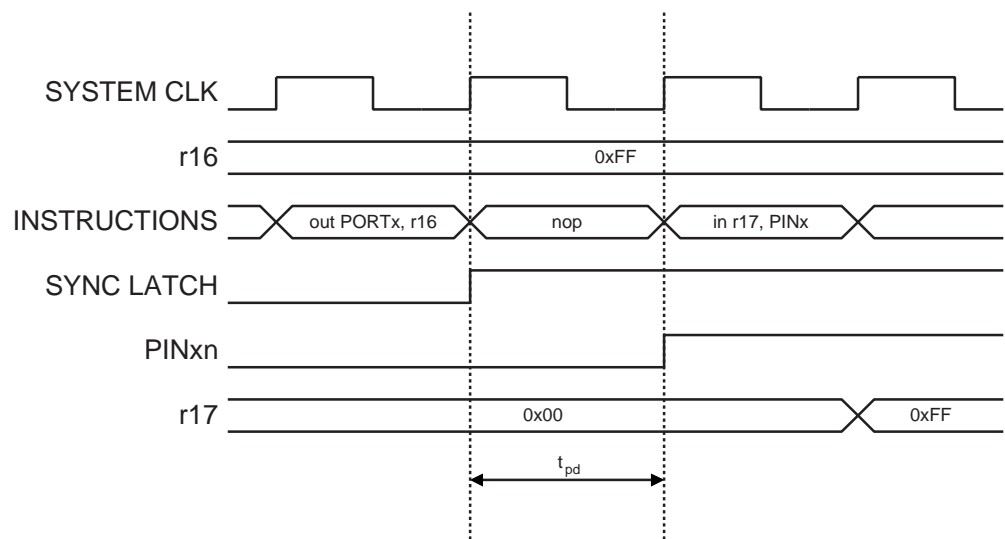 SYSTEM CLK
r16
0xFF
INSTRUCTIONS
out PORTx, r16
nop
in r17, PINx
SYNC LATCH
PINxn
r17
0x00
0xFF
tpd